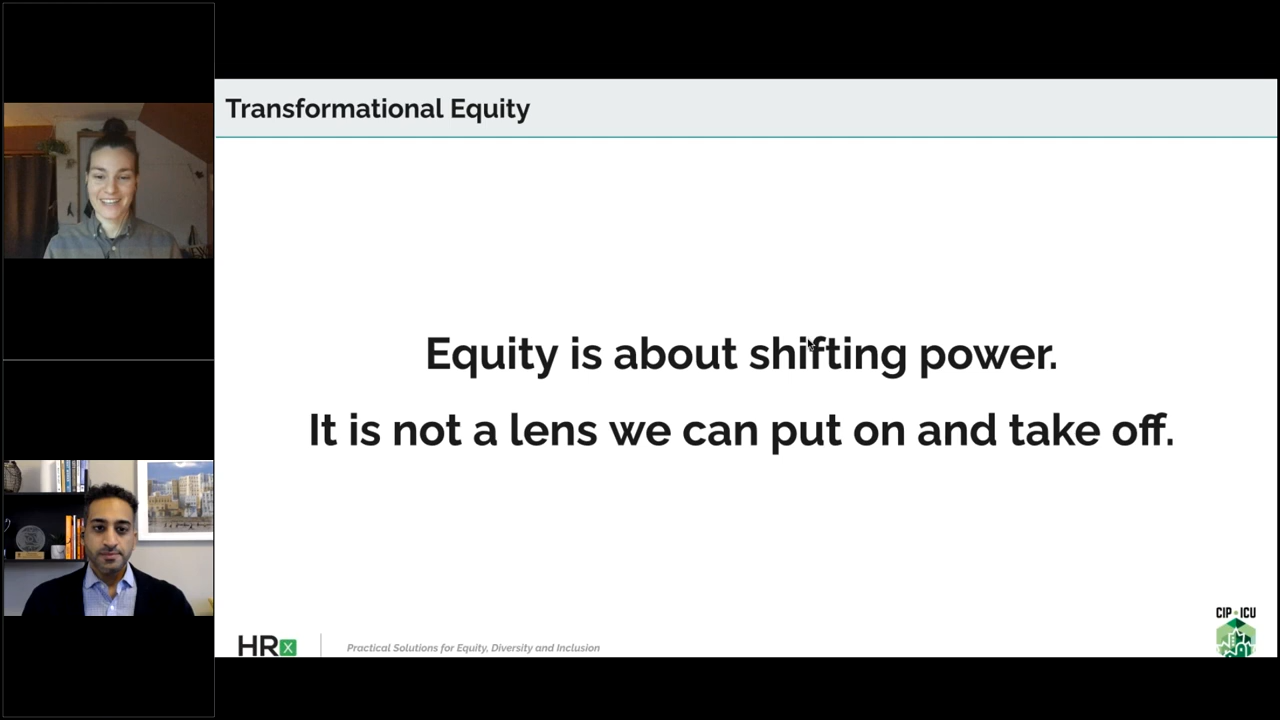 Transformational Equity
Equity is about shifting power.
It is not a lens we can put on and take off.
HRX
Practical Solutions for Equity, Diversity and Inclusion
CIP ICU